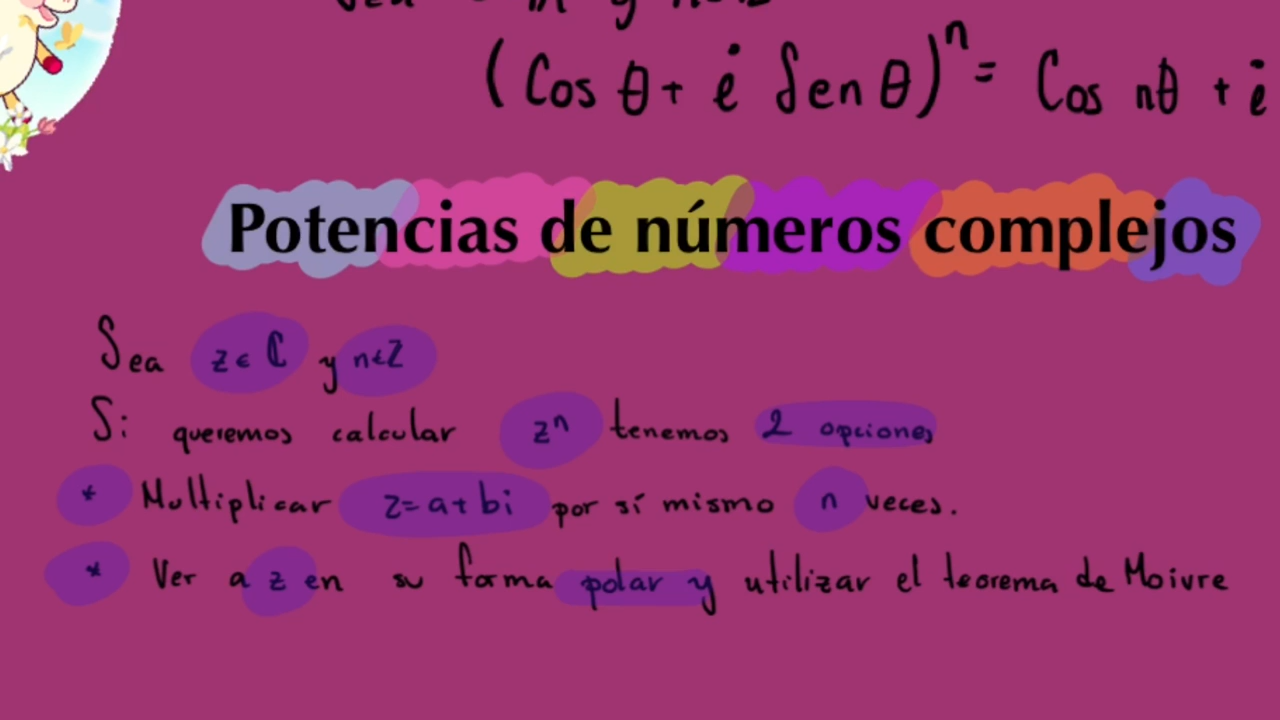 (Cos θ + i Sen θ)^n = Cos nθ + i
Potencias de números complejos
Sea z ∈ ℂ y n ∈ ℤ
Si queremos calcular z^n tenemos 2 opciones
* Multiplicar z = a + bi por sí mismo n veces.
* Ver a z en su forma polar y utilizar el teorema de Moivre